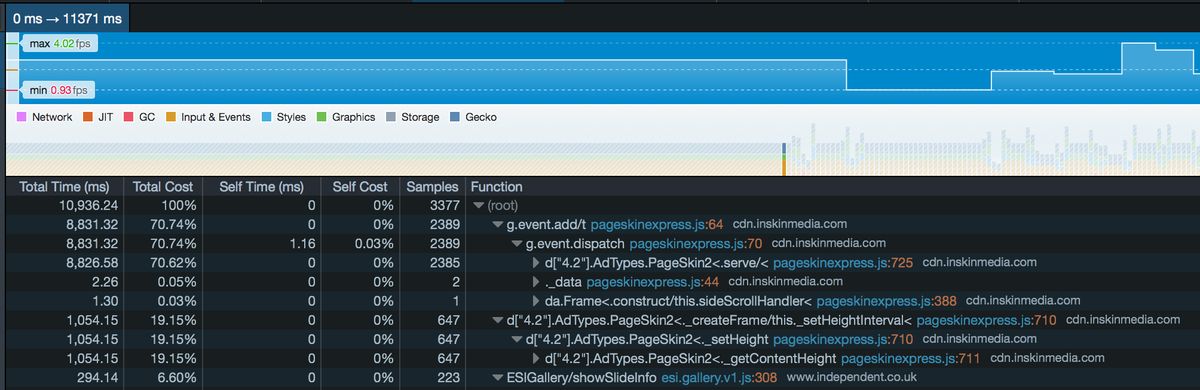 0 ms → 11371 ms
max 4.02 fps
min 0.93 fps
Network JIT GC Input & Events Styles Graphics Storage Gecko
Total Time (ms) Total Cost Self Time (ms) Self Cost Samples Function
10,936.24 100% 0 0% 3377 (root)
8,831.32 70.74% 0 0% 2389 g.event.add/t pageskinexpress.js:64 cdn.inskinmedia.com
8,831.32 70.74% 1.16 0.03% 2389 g.event.dispatch pageskinexpress.js:70 cdn.inskinmedia.com
8,826.58 70.62% 0 0% 2385 d["4.2"].AdTypes.PageSkin2<.serve/< pageskinexpress.js:725 cdn.inskinmedia.com
2.26 0.05% 0 0% 2 ._data pageskinexpress.js:44 cdn.inskinmedia.com
1.30 0.03% 0 0% 1 da.Frame<.construct/this.sideScrollHandler< pageskinexpress.js:388 cdn.inskinmedia.com
1,054.15 19.15% 0 0% 647 d["4.2"].AdTypes.PageSkin2<._createFrame/this._setHeightInterval< pageskinexpress.js:710 cdn.inskinmedia.com
1,054.15 19.15% 0 0% 647 d["4.2"].AdTypes.PageSkin2<._setHeight pageskinexpress.js:710 cdn.inskinmedia.com
1,054.15 19.15% 0 0% 647 d["4.2"].AdTypes.PageSkin2<._getContentHeight pageskinexpress.js:711 cdn.inskinmedia.com
294.14 6.60% 0 0% 223 ESIGallery/showSlideInfo esi.gallery.v1.js:308 www.independent.co.uk